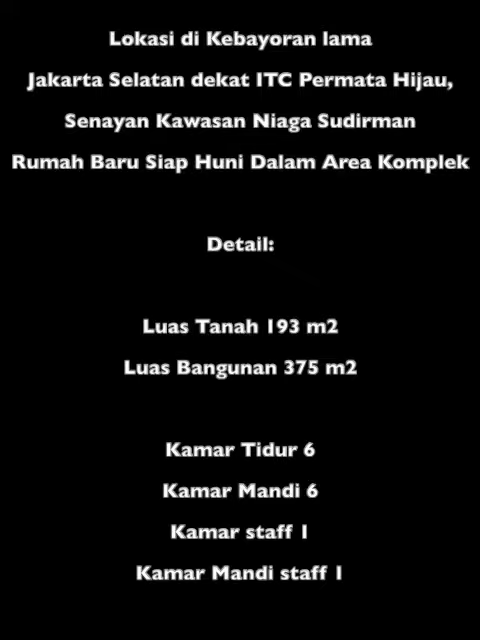 Lokasi di Kebayoran lama
Jakarta Selatan dekat ITC Permata Hijau,
Senayan Kawasan Niaga Sudirman
Rumah Baru Siap Huni Dalam Area Komplek
Detail:
Luas Tanah 193 m2
Luas Bangunan 375 m2
Kamar Tidur 6
Kamar Mandi 6
Kamar staff 1
Kamar Mandi staff 1